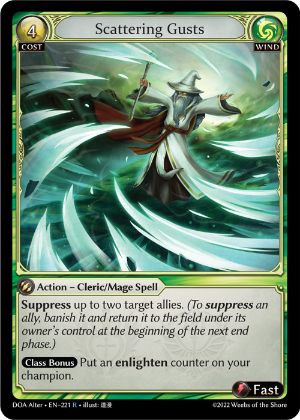 4
COST
Scattering Gusts
WIND
Action – Cleric/Mage Spell
Suppress up to two target allies. (To suppress an
ally, banish it and return it to the field under its
owner's control at the beginning of the next end
phase.)
Class Bonus Put an enlighten counter on your
champion.
Fast
DOA Alter • EN-221 R • illust:
©2022 Weebs of the Shore